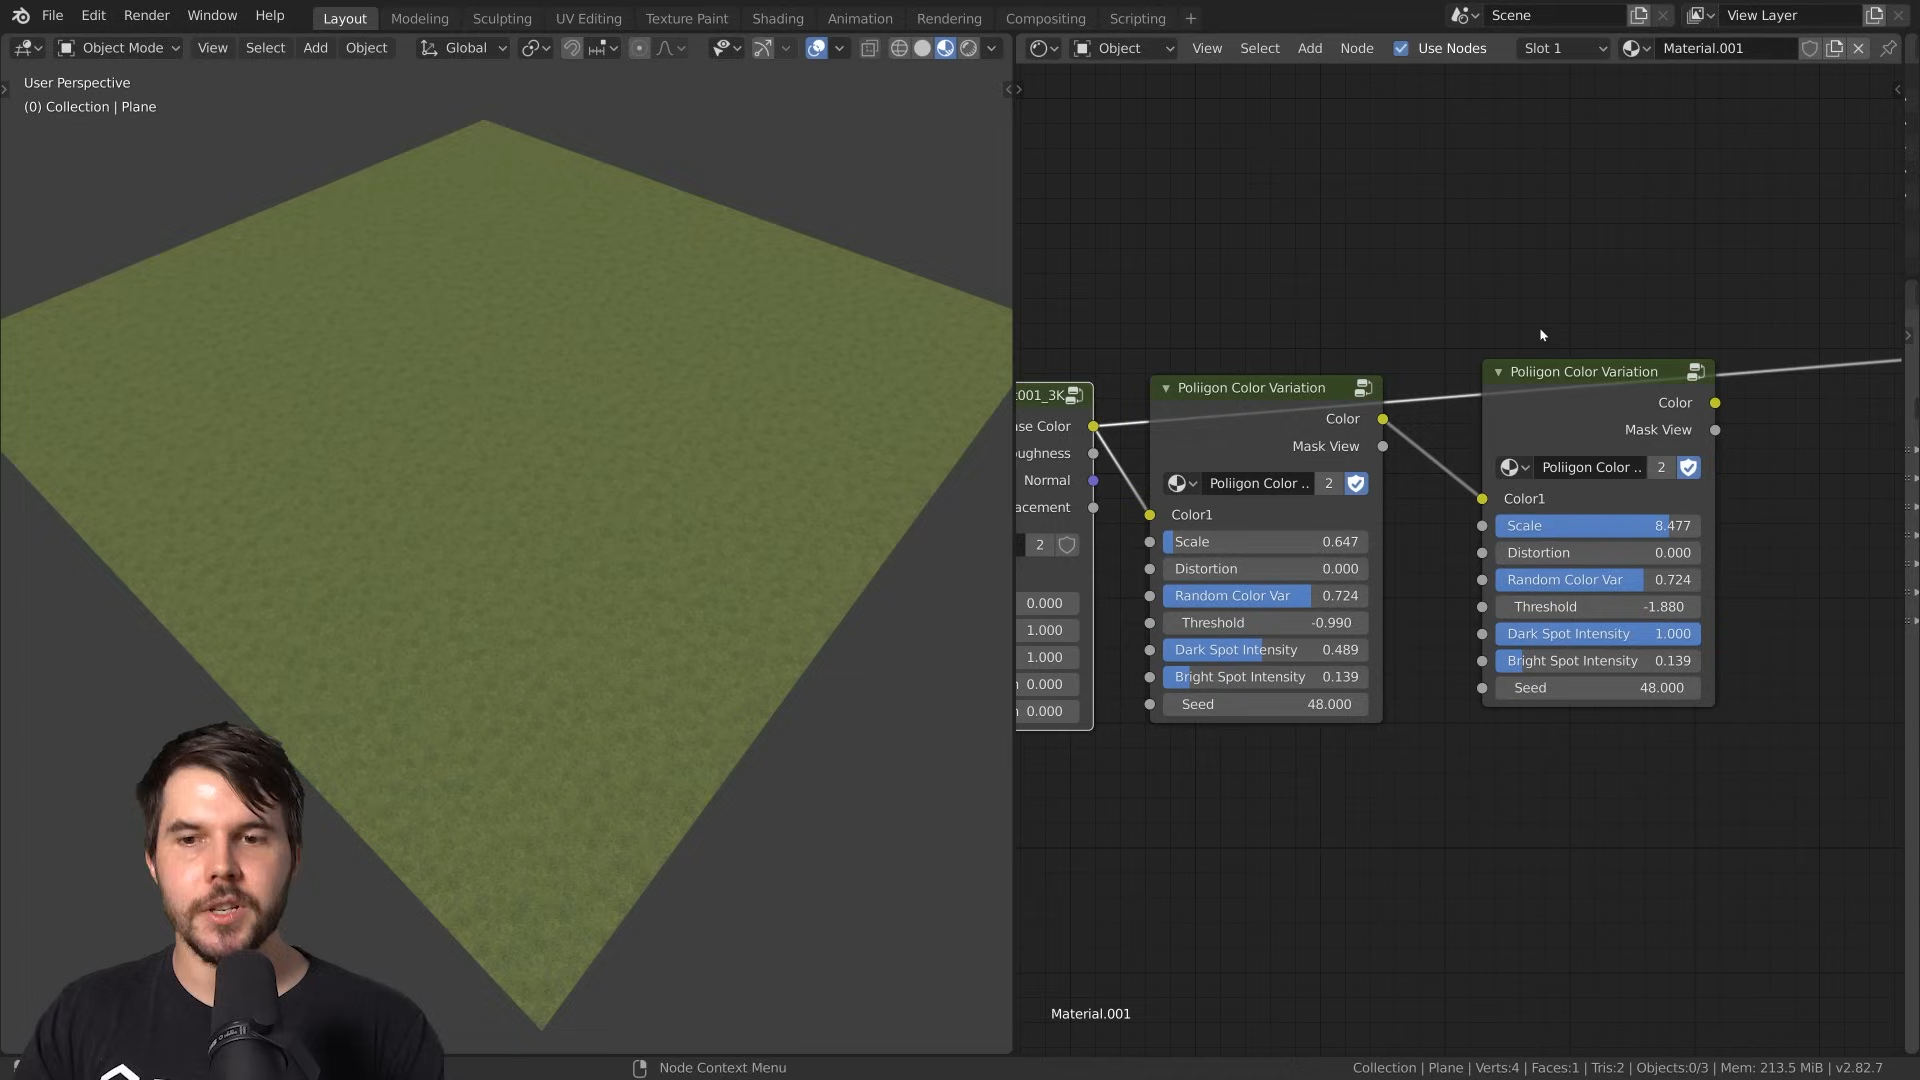 File Edit Render Window Help Layout Modeling Sculpting UV Editing Texture Paint Shading Animation Rendering Compositing Scripting + Scene View Layer
Object Mode View Select Add Object Global Object View Select Add Node Use Nodes Slot 1 Material.001
User Perspective
(0) Collection | Plane
Poliigon Color Variation
Poliigon Color Variation
001_3K
Color
Color
Base Color
Mask View
Mask View
Normal
Poliigon Color .. 2
Poliigon Color .. 2
Color1
Color1
Scale 8.477
2
Scale 0.647
Distortion 0.000
Distortion 0.000
Random Color Var 0.724
Random Color Var 0.724
0.000
Threshold -1.880
Threshold -0.990
1.000
Dark Spot Intensity 1.000
Dark Spot Intensity 0.489
1.000
Bright Spot Intensity 0.139
Bright Spot Intensity 0.139
0.000
Seed 48.000
Seed 48.000
0.000
Material.001
Node Context Menu
Collection | Plane | Verts:4 | Faces:1 | Tris:2 | Objects:0/3 | Mem: 213.5 MiB | v2.82.7